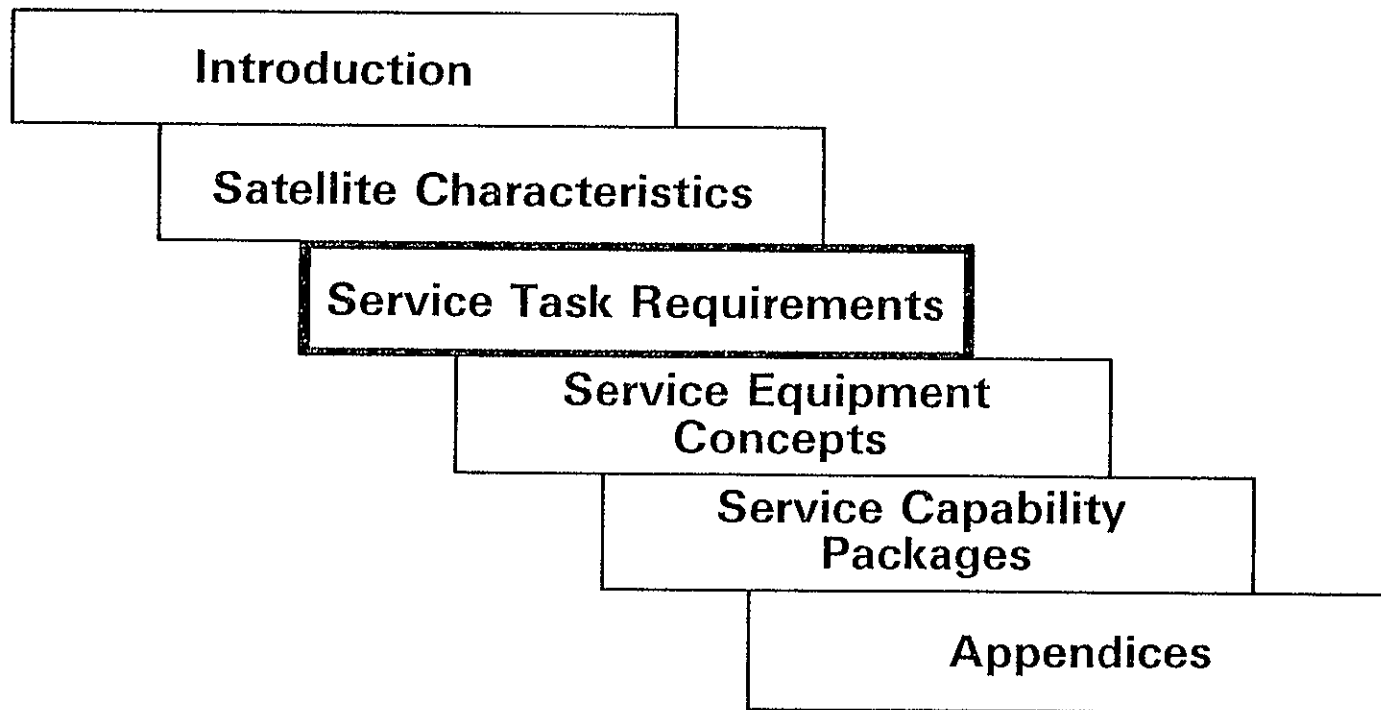 Introduction
Satellite Characteristics
Service Task Requirements
Service Equipment
Concepts
Service Capability
Packages
Appendices